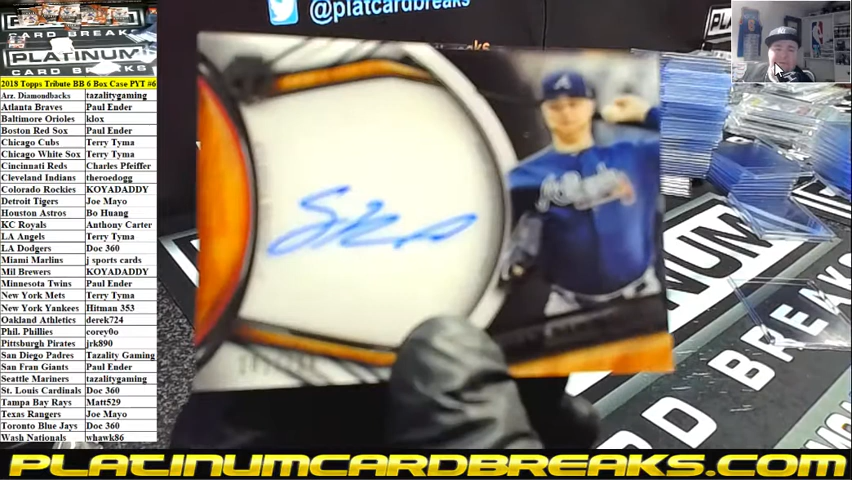 @platcardbreaks
CARD BREAK
PLATINUM
CARD BREAKS
2018 Topps Tribute BB 6 Box Case PYT #6
Arz. Diamondbacks tazalitygaming
Atlanta Braves Paul Ender
Baltimore Orioles klox
Boston Red Sox Paul Ender
Chicago Cubs Terry Tyma
Chicago White Sox Terry Tyma
Cincinnati Reds Charles Pfeiffer
Cleveland Indians theroedogg
Colorado Rockies KOYADADDY
Detroit Tigers Joe Mayo
Houston Astros Bo Huang
KC Royals Anthony Carter
LA Angels Terry Tyma
LA Dodgers Doc 360
Miami Marlins j sports cards
Mil Brewers KOYADADDY
Minnesota Twins Paul Ender
New York Mets Terry Tyma
New York Yankees Hitman 353
Oakland Athletics derek724
Phil. Phillies corey0o
Pittsburgh Pirates jrk890
San Diego Padres Tazality Gaming
San Fran Giants Paul Ender
Seattle Mariners tazalitygaming
St. Louis Cardinals Doc 360
Tampa Bay Rays Matt529
Texas Rangers Joe Mayo
Toronto Blue Jays Doc 360
Wash Nationals whawk86
PLATINUMCARDBREAKS.COM